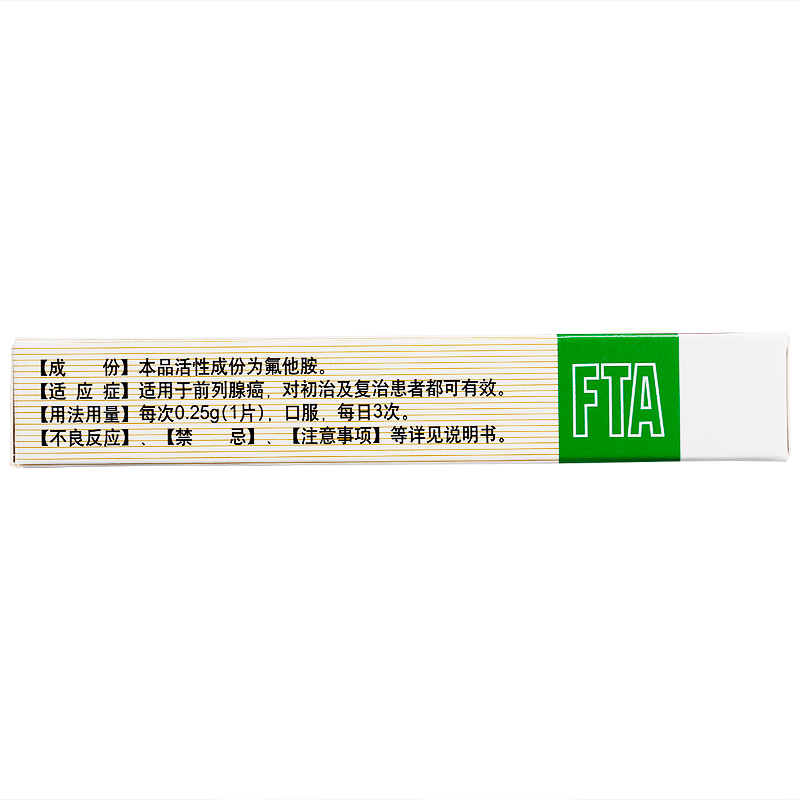 【成　　份】本品活性成份为氟他胺。
【适 应 症】适用于前列腺癌，对初治及复治患者都可有效。
【用法用量】每次0.25g(1片)，口服，每日3次。
【不良反应】、【禁　　忌】、【注意事项】等详见说明书。
FTA